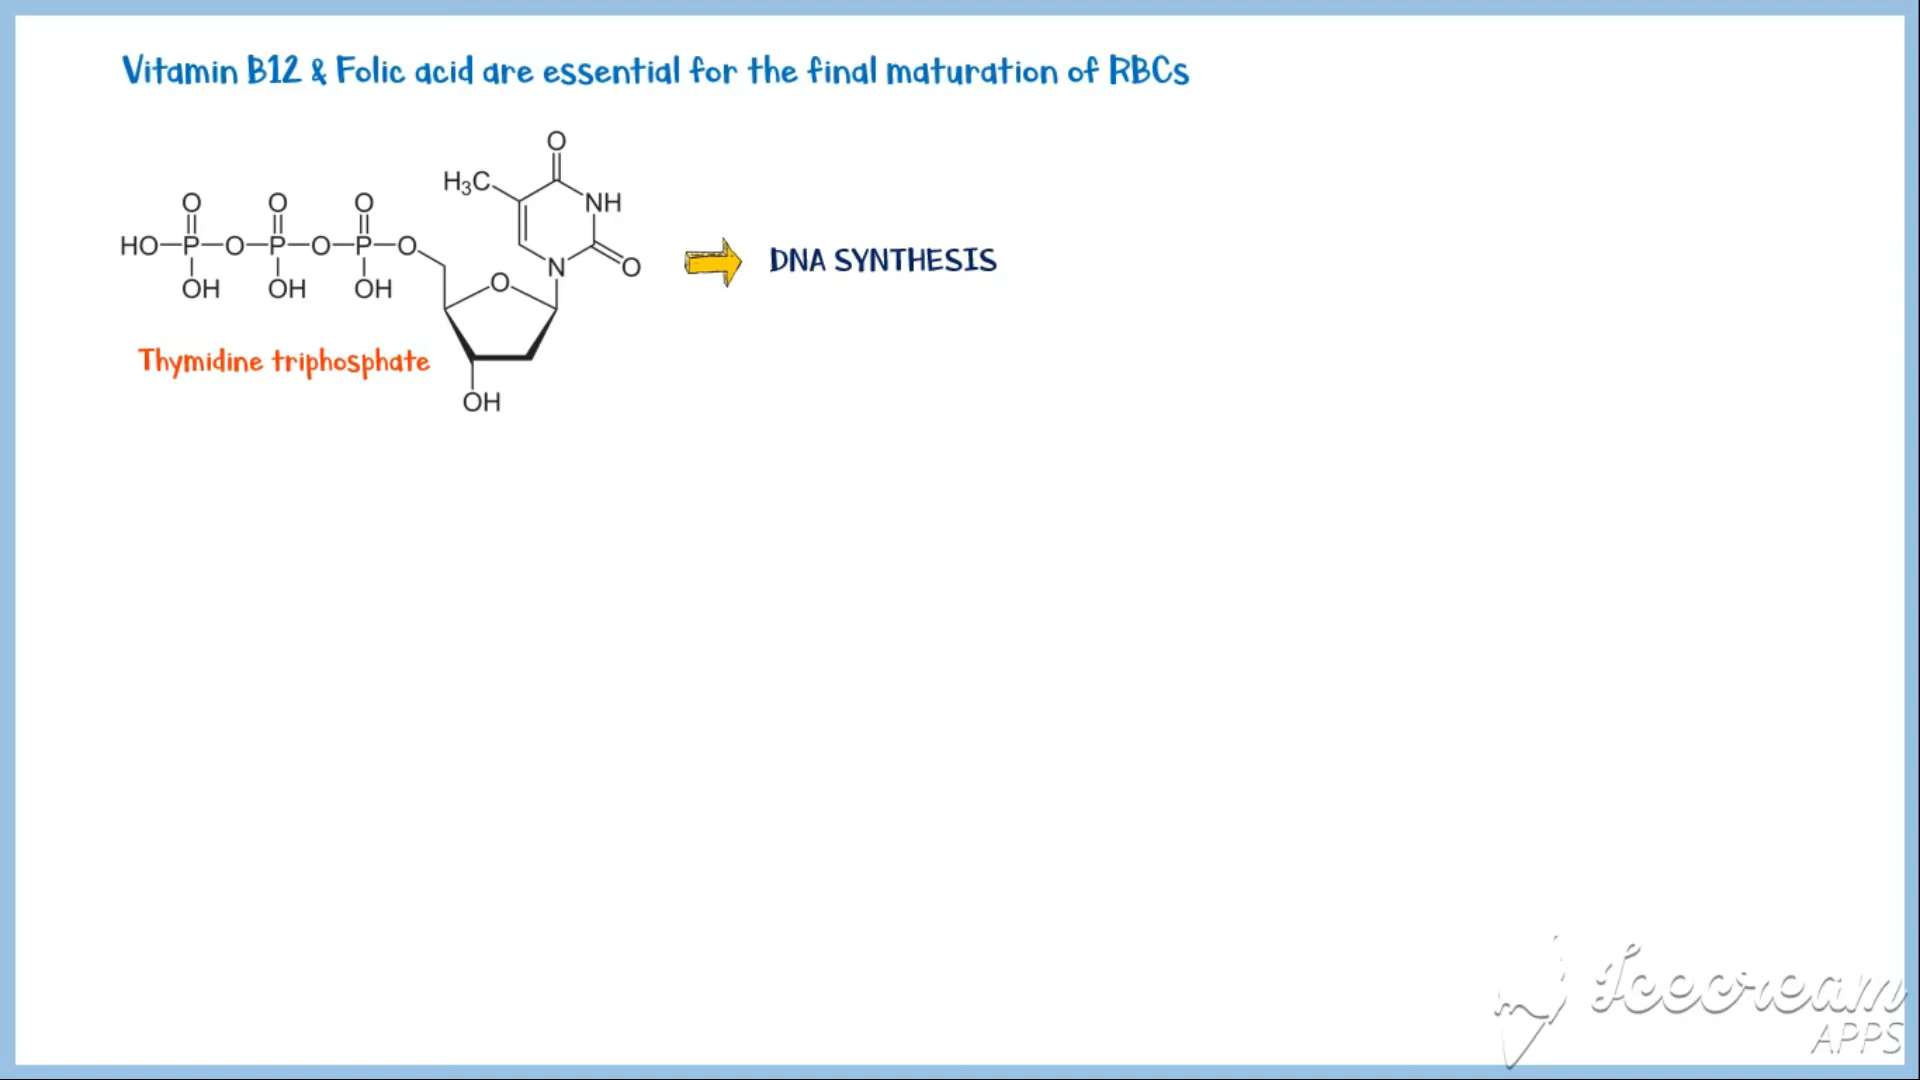 Vitamin B12 & Folic acid are essential for the final maturation of RBCs
O
H₃C
NH
O O O
HO P O P O P O
N O
OH OH OH
O
DNA SYNTHESIS
Thymidine triphosphate
OH
Icecream
APPS